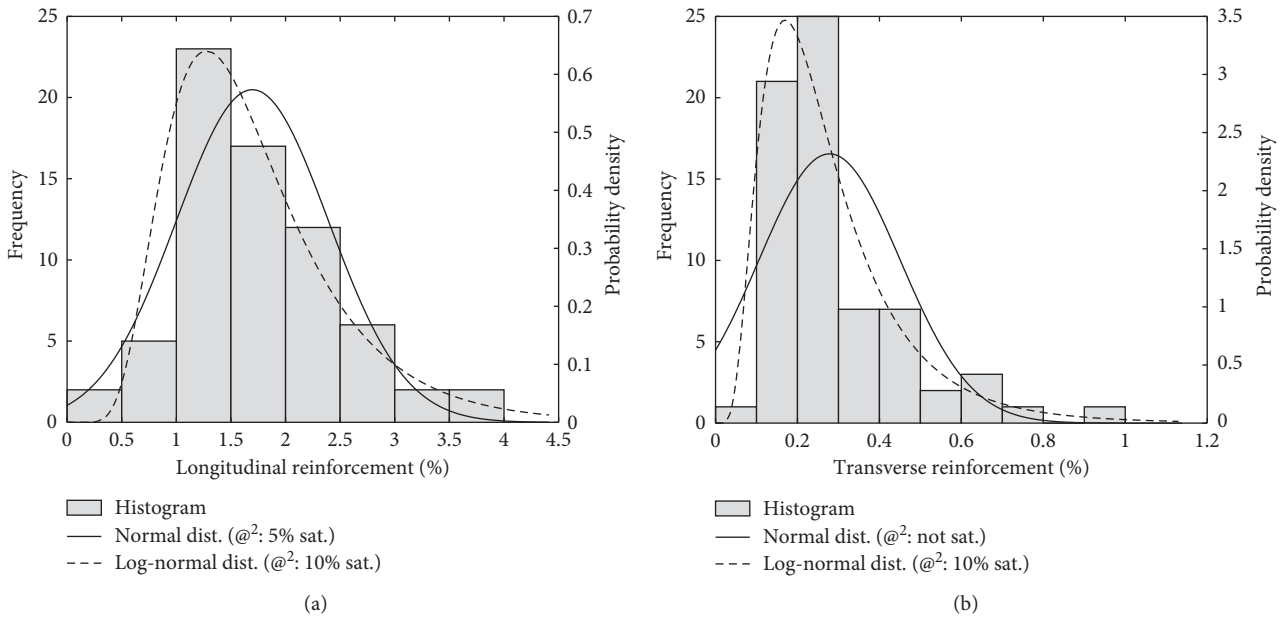 25
20
15
10
5
0
Frequency
0.7
0.6
0.5
0.4
0.3
0.2
0.1
0
Probability density
0 0.5 1 1.5 2 2.5 3 3.5 4 4.5
Longitudinal reinforcement (%)
Histogram
Normal dist. (@²: 5% sat.)
Log-normal dist. (@²: 10% sat.)
(a)
25
20
15
10
5
0
Frequency
3.5
3
2.5
2
1.5
1
0.5
0
Probability density
0 0.2 0.4 0.6 0.8 1 1.2
Transverse reinforcement (%)
Histogram
Normal dist. (@²: not sat.)
Log-normal dist. (@²: 10% sat.)
(b)